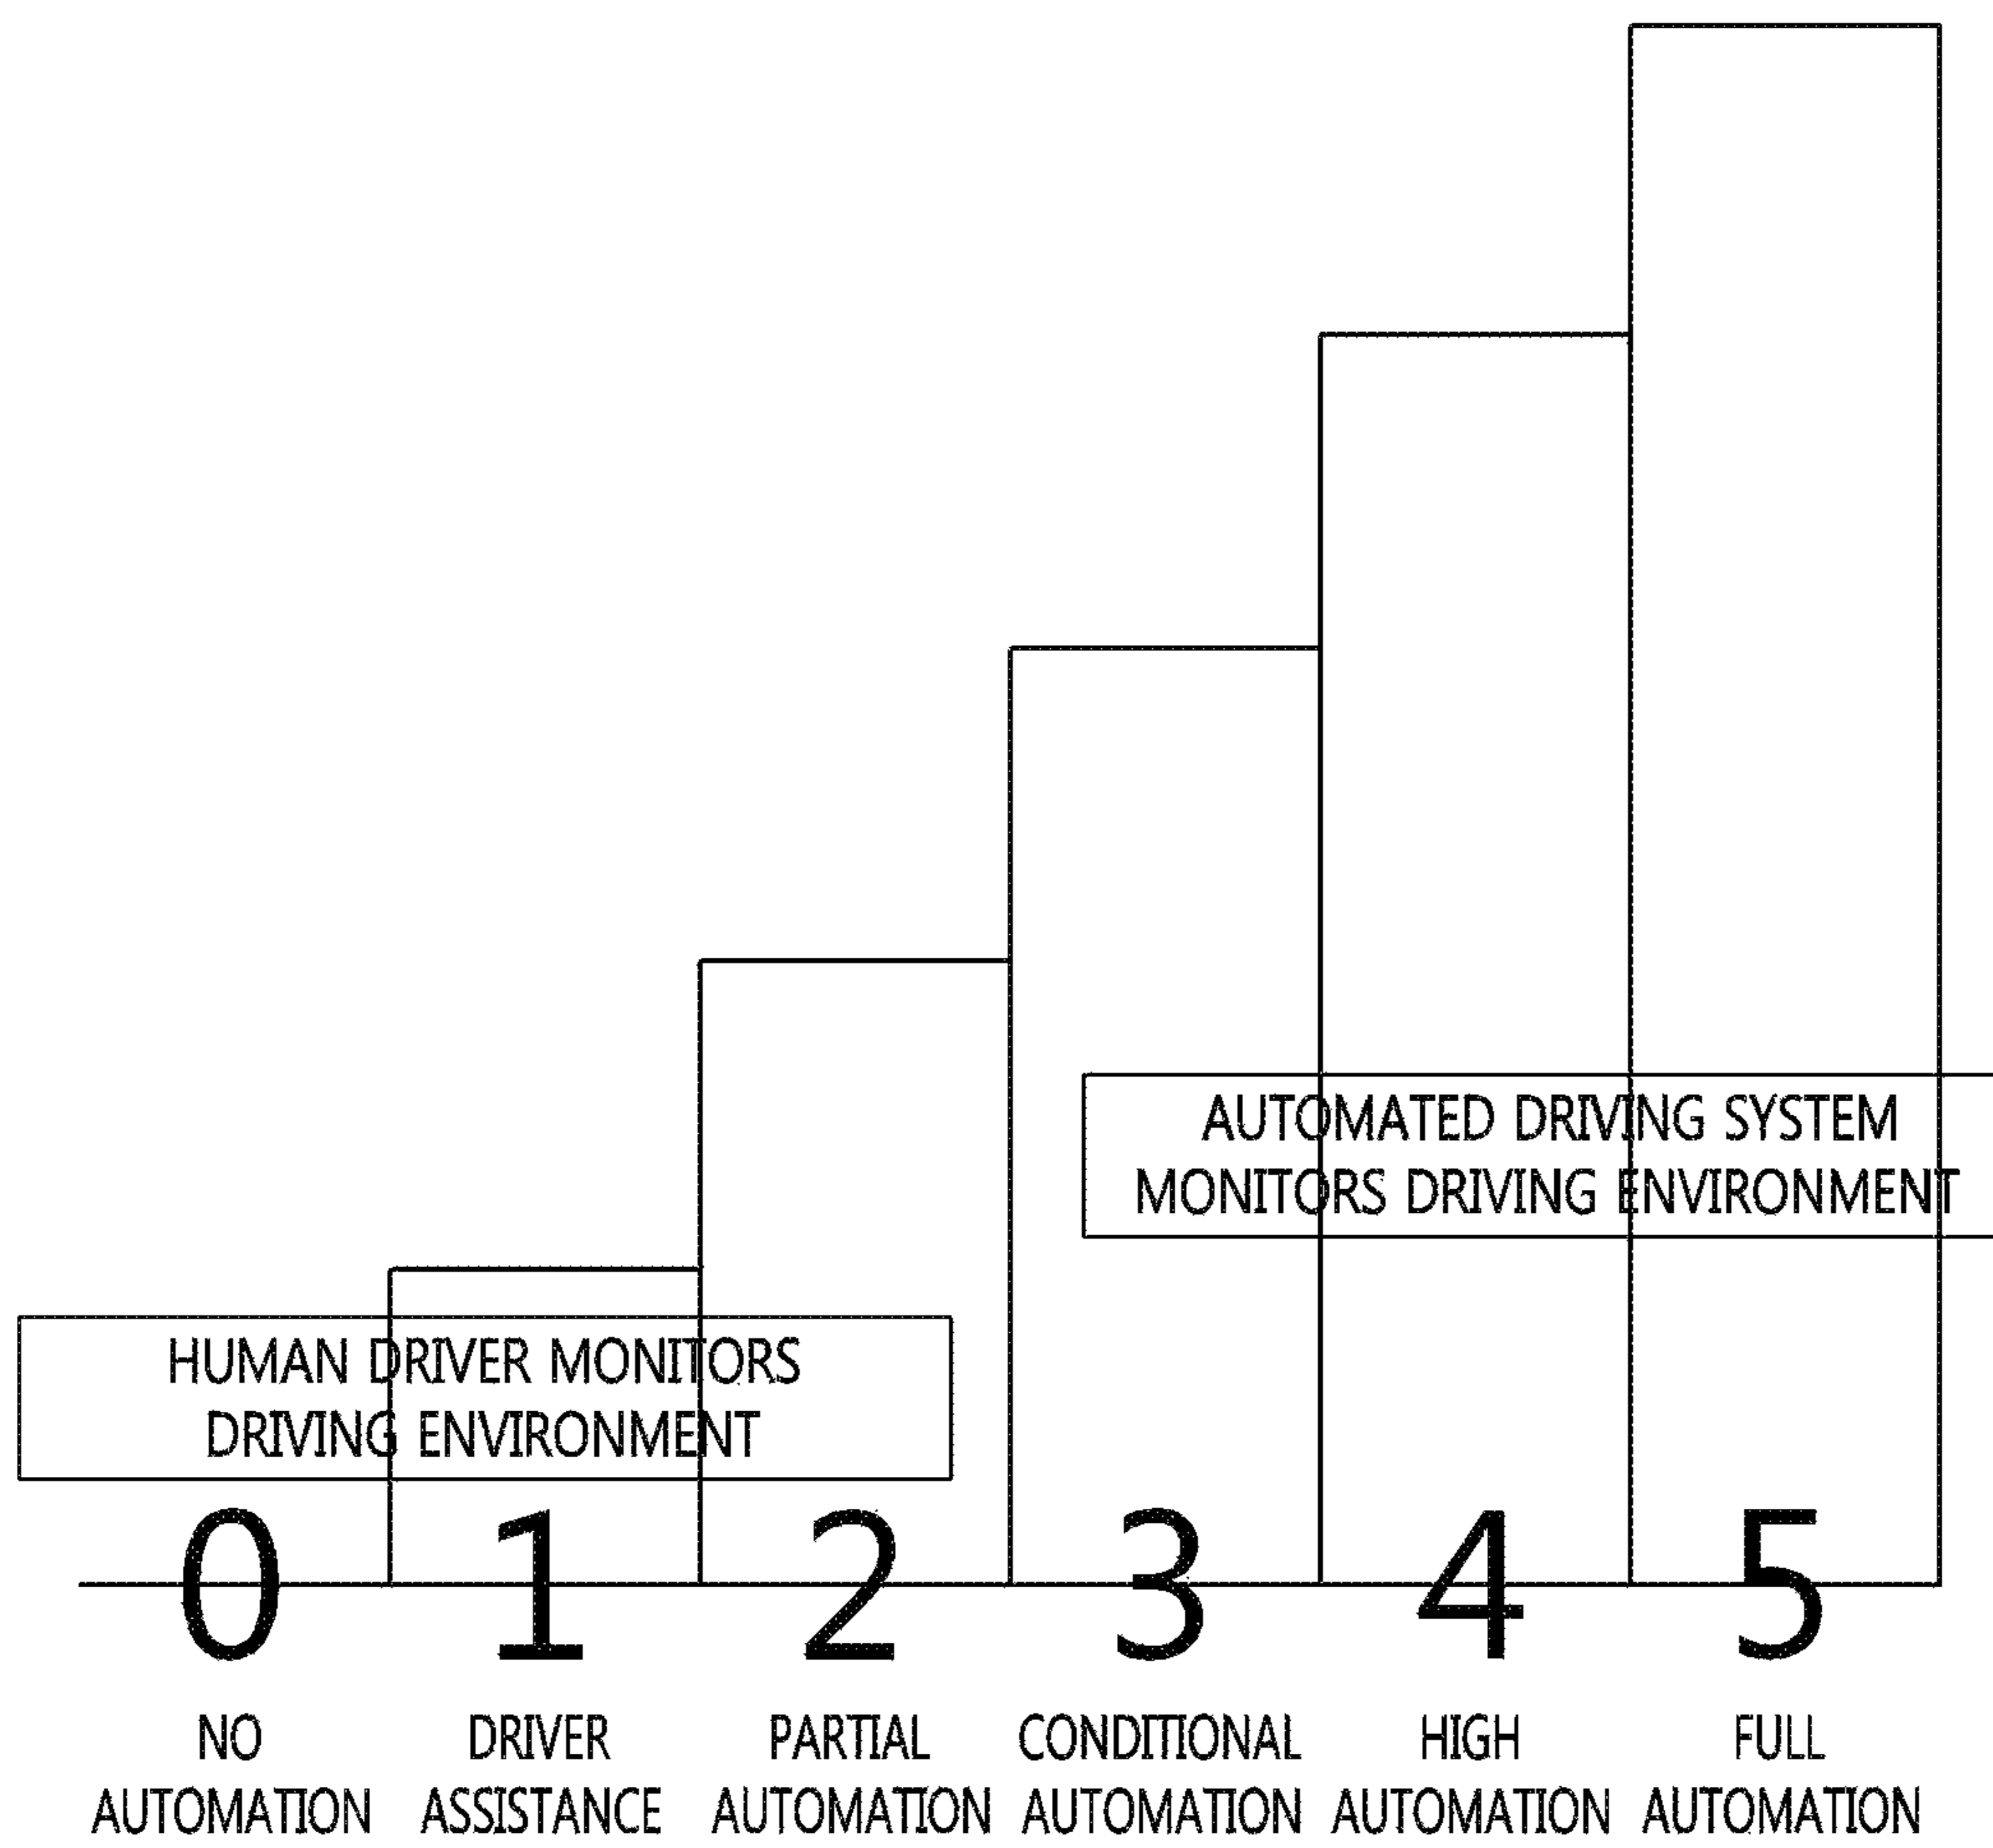 AUTOMATED DRIVING SYSTEM
MONITORS DRIVING ENVIRONMENT
HUMAN DRIVER MONITORS
DRIVING ENVIRONMENT
0 1 2 3 4 5
NO
AUTOMATION
DRIVER
ASSISTANCE
PARTIAL
AUTOMATION
CONDITIONAL
AUTOMATION
HIGH
AUTOMATION
FULL
AUTOMATION